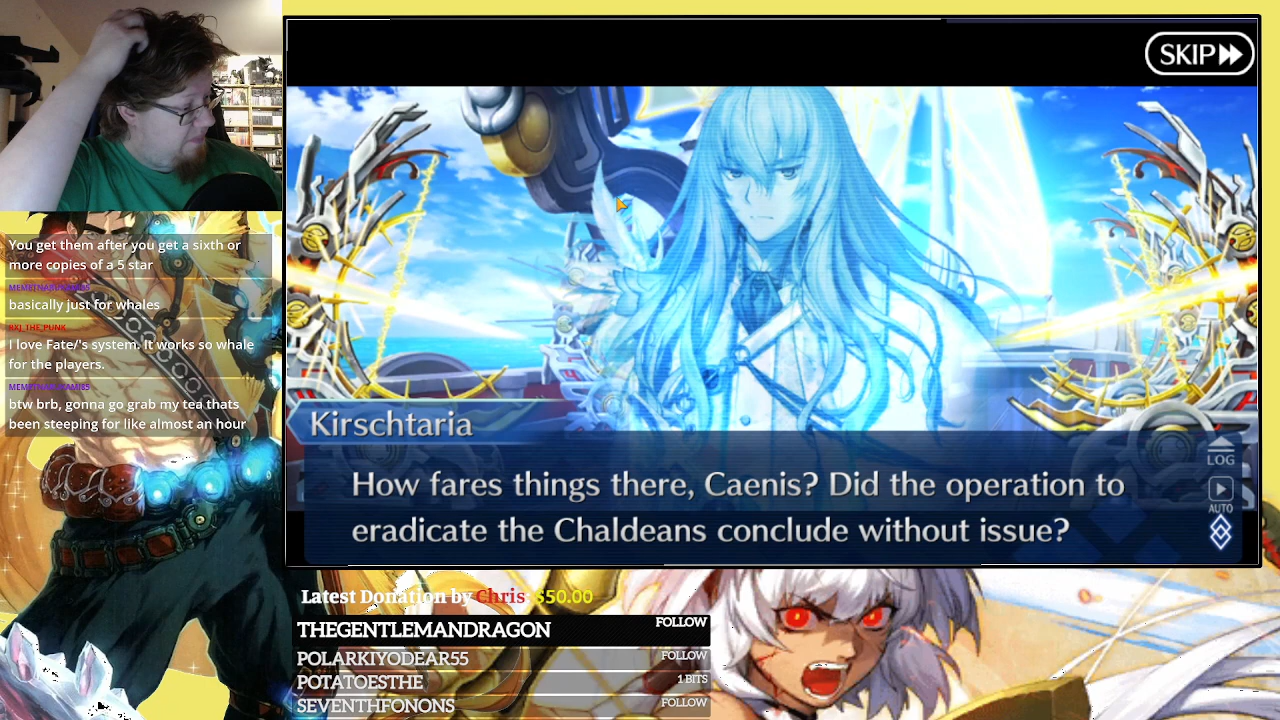 SKIP
You get them after you get a sixth or
more copies of a 5 star
basically just for whales
I love Fate/'s system. It works so whale
for the players.
btw brb, gonna go grab my tea thats
been steeping for like almost an hour
Kirschtaria
How fares things there, Caenis? Did the operation to
eradicate the Chaldeans conclude without issue?
LOG
AUTO
Latest Donation by Chris: $50.00
THEGENTLEMANDRAGON FOLLOW
POLARKIYODEAR55 FOLLOW
POTATOESTHE 1 BITS
SEVENTHFONONS FOLLOW